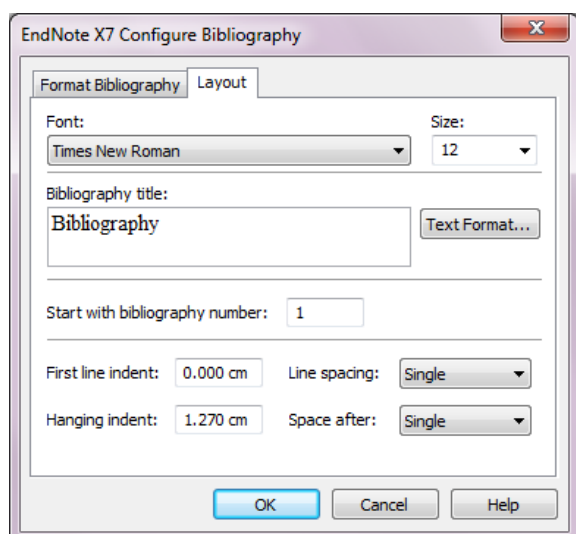 EndNote X7 Configure Bibliography
Format Bibliography Layout
Font: Size:
Times New Roman 12
Bibliography title:
Bibliography Text Format...
Start with bibliography number: 1
First line indent: 0.000 cm Line spacing: Single
Hanging indent: 1.270 cm Space after: Single
OK Cancel Help